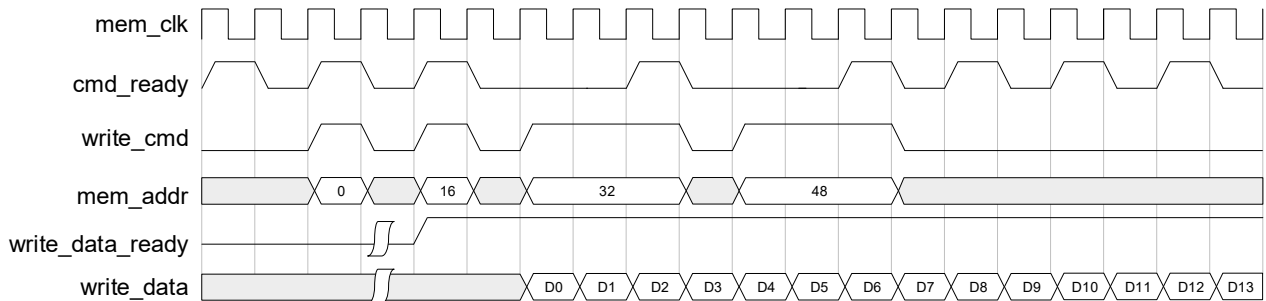 mem_clk
cmd_ready
write_cmd
mem_addr 0 16 32 48
write_data_ready
write_data D0 D1 D2 D3 D4 D5 D6 D7 D8 D9 D10 D11 D12 D13